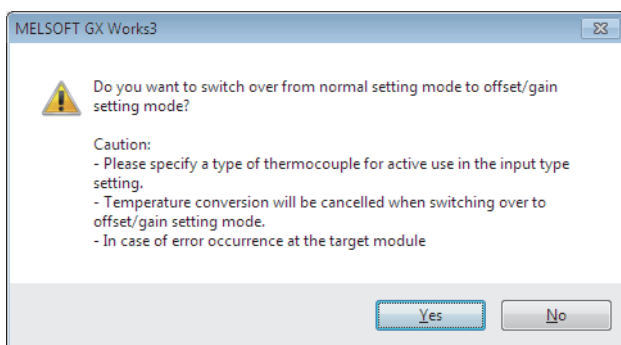 MELSOFT GX Works3
Do you want to switch over from normal setting mode to offset/gain
setting mode?
Caution:
- Please specify a type of thermocouple for active use in the input type
setting.
- Temperature conversion will be cancelled when switching over to
offset/gain setting mode.
- In case of error occurrence at the target module
Yes
No